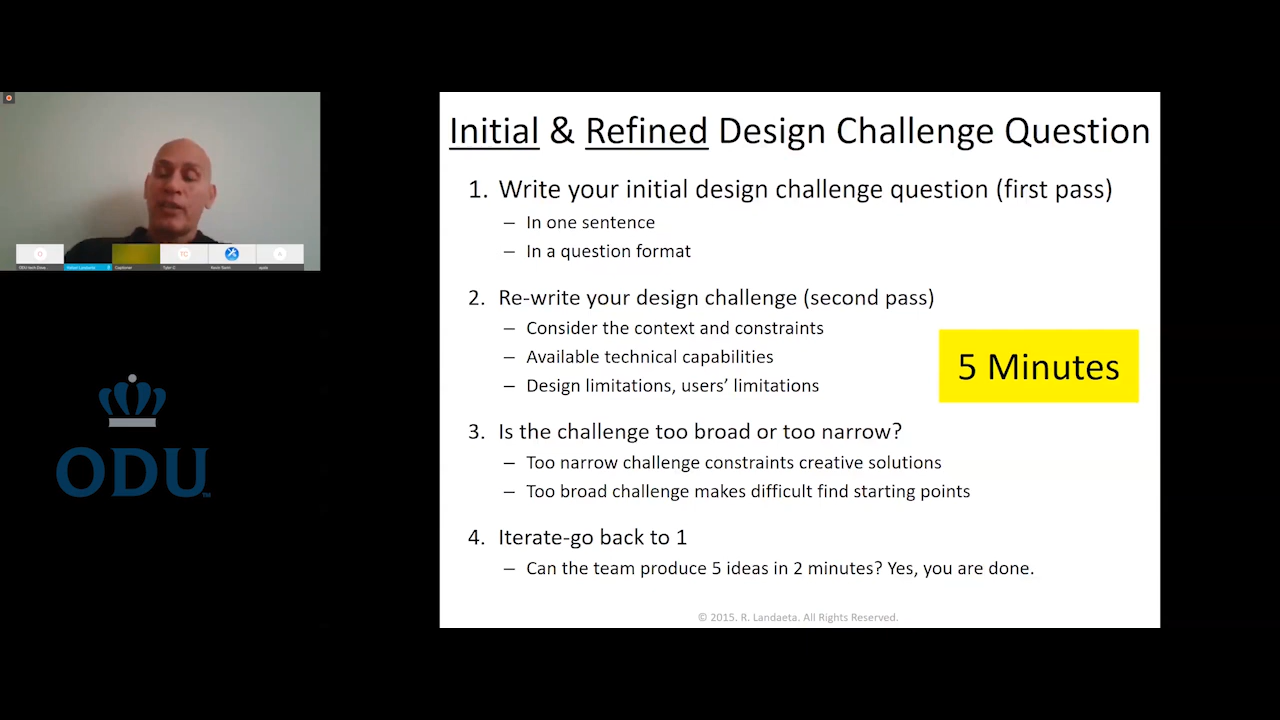 Initial & Refined Design Challenge Question
1. Write your initial design challenge question (first pass)
– In one sentence
– In a question format
2. Re-write your design challenge (second pass)
– Consider the context and constraints
– Available technical capabilities
– Design limitations, users’ limitations
5 Minutes
3. Is the challenge too broad or too narrow?
– Too narrow challenge constraints creative solutions
– Too broad challenge makes difficult find starting points
4. Iterate-go back to 1
– Can the team produce 5 ideas in 2 minutes? Yes, you are done.
© 2015. R. Landaeta. All Rights Reserved.
ODU
TC
Captioner